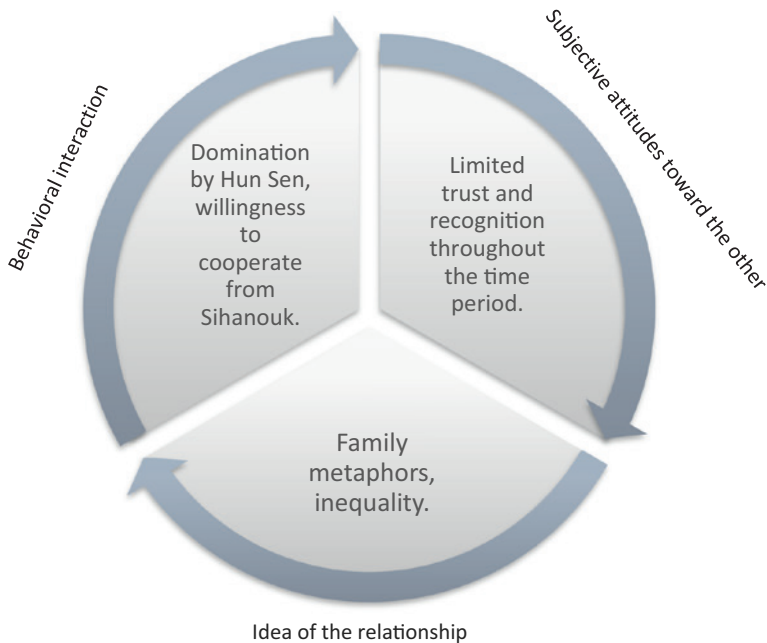 Behavioral interaction
Domination
by Hun Sen,
willingness
to
cooperate
from
Sihanouk.
Subjective attitudes toward the other
Limited
trust and
recognition
throughout
the time
period.
Family
metaphors,
inequality.
Idea of the relationship